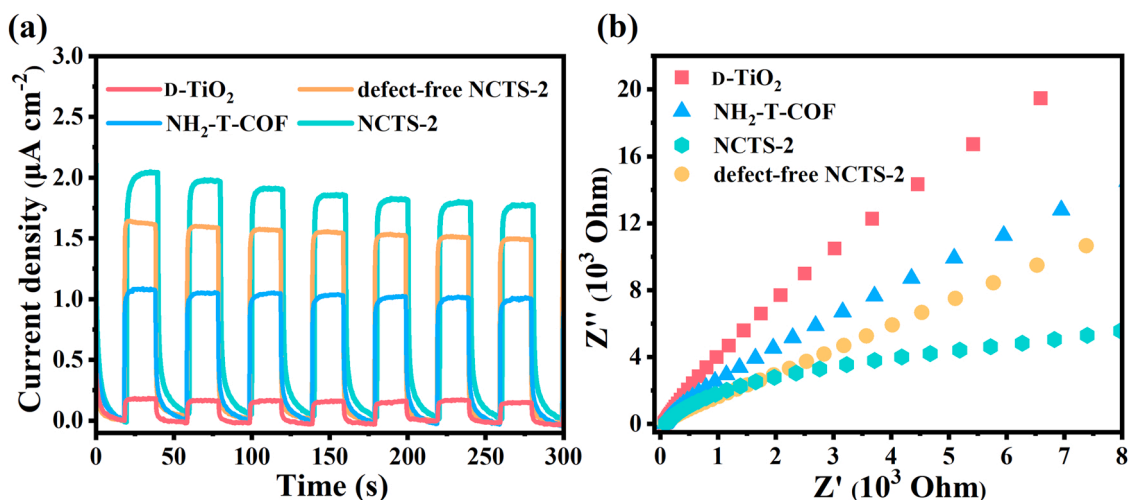 (a)
3.0
2.5
2.0
1.5
1.0
0.5
0.0
Current density (μA cm⁻²)
D-TiO₂
defect-free NCTS-2
NH₂-T-COF
NCTS-2
0
50
100
150
200
250
300
Time (s)
(b)
20
16
12
8
4
0
Z'' (10³ Ohm)
D-TiO₂
NH₂-T-COF
NCTS-2
defect-free NCTS-2
0
1
2
3
4
5
6
7
8
Z' (10³ Ohm)